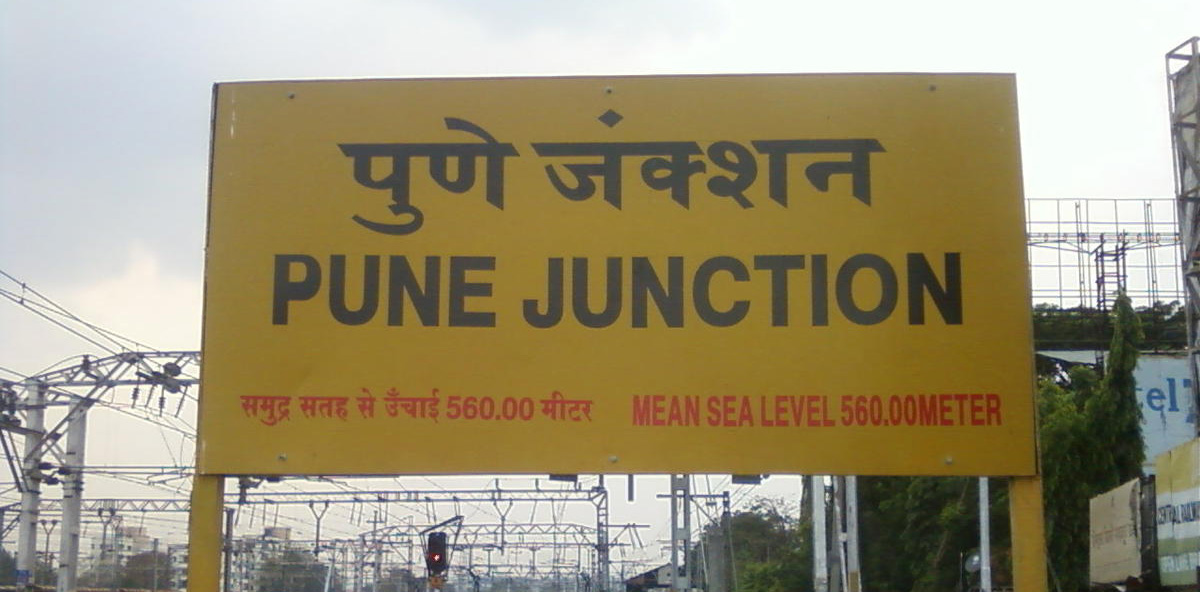 पुणे जंक्शन
PUNE JUNCTION
समुद्र सतह से उँचाई 560.00 मीटर MEAN SEA LEVEL 560.00METER